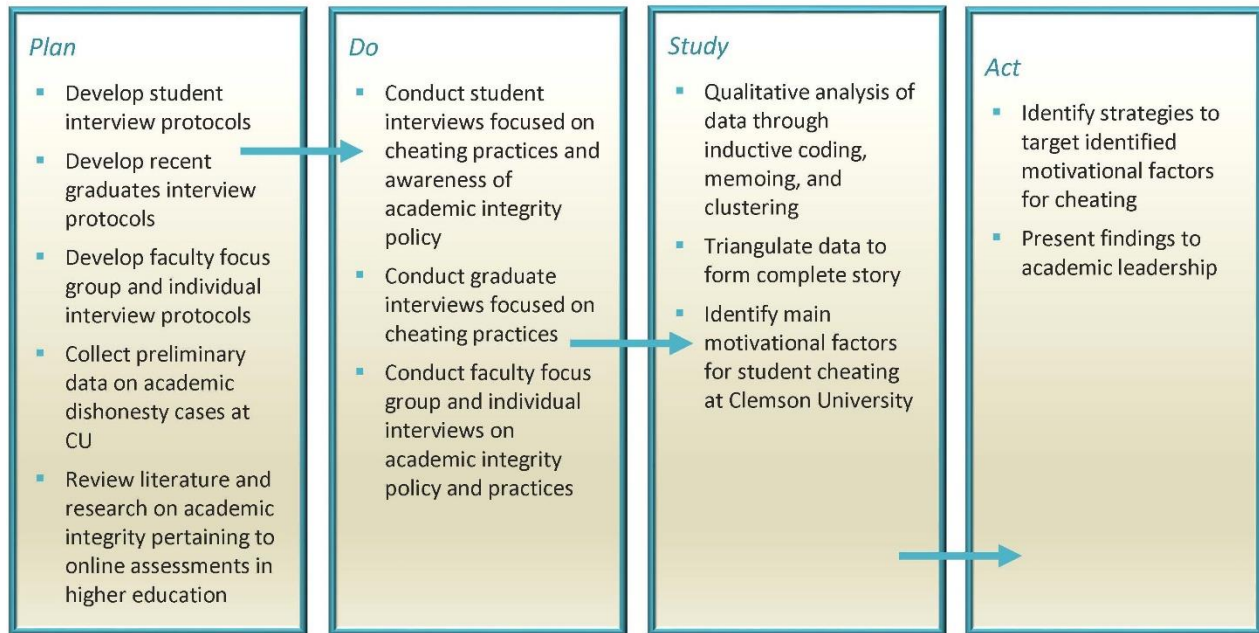 Plan
▪ Develop student
interview protocols
▪ Develop recent
graduates interview
protocols
▪ Develop faculty focus
group and individual
interview protocols
▪ Collect preliminary
data on academic
dishonesty cases at
CU
▪ Review literature and
research on academic
integrity pertaining to
online assessments in
higher education
Do
▪ Conduct student
interviews focused on
cheating practices and
awareness of
academic integrity
policy
▪ Conduct graduate
interviews focused on
cheating practices
▪ Conduct faculty focus
group and individual
interviews on
academic integrity
policy and practices
Study
▪ Qualitative analysis of
data through
inductive coding,
memoing, and
clustering
▪ Triangulate data to
form complete story
▪ Identify main
motivational factors
for student cheating
at Clemson University
Act
▪ Identify strategies to
target identified
motivational factors
for cheating
▪ Present findings to
academic leadership